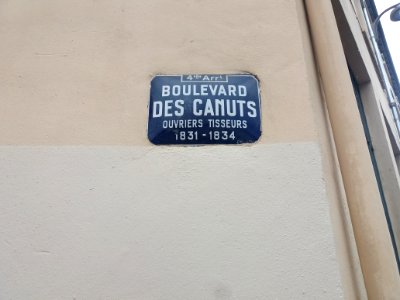 4e Arrt
BOULEVARD
DES CANUTS
OUVRIERS TISSEURS
1831 - 1834